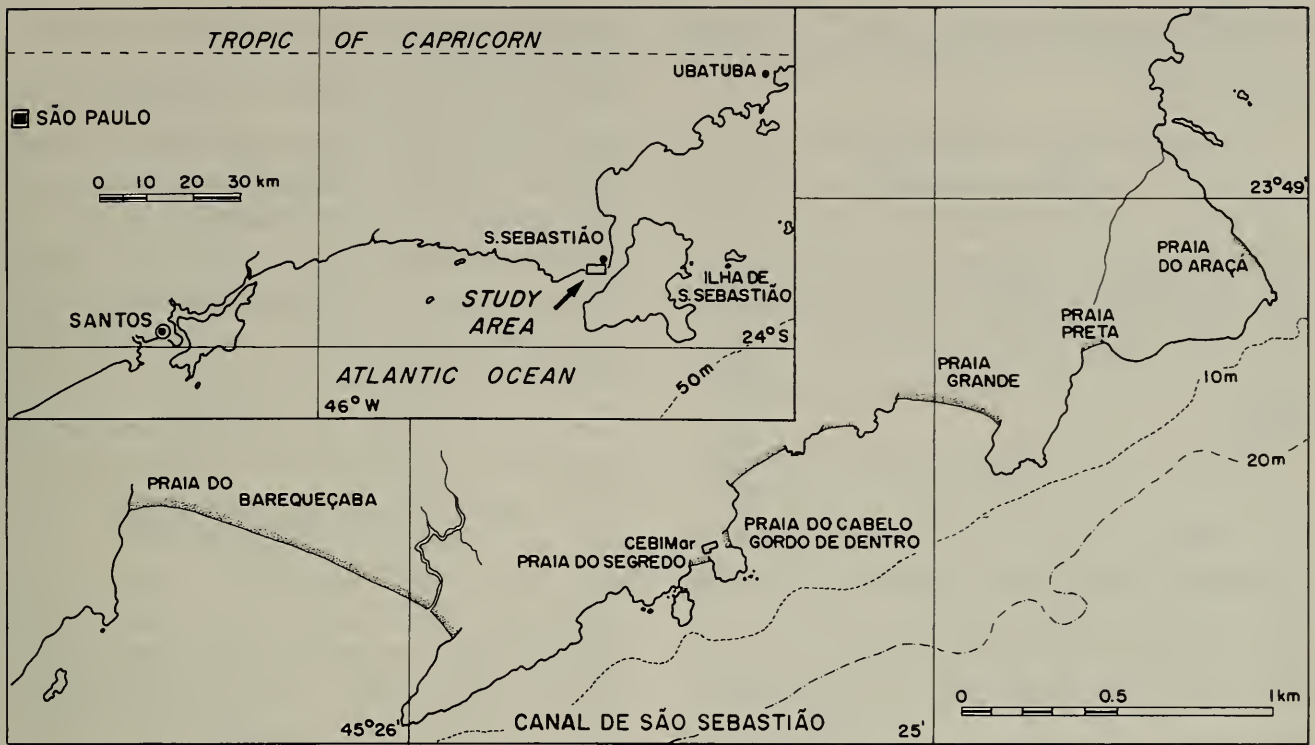 TROPIC OF CAPRICORN
UBATUBA
SÃO PAULO
0 10 20 30 km
S. SEBASTIÃO
STUDY
AREA
ILHA DE
S. SEBASTIÃO
SANTOS
24° S
ATLANTIC OCEAN
50m
46° W
23° 49'
PRAIA
DO ARAÇÁ
PRAIA
PRETA
PRAIA
GRANDE
10m
20m
PRAIA DO
BAREQUEÇABA
PRAIA DO CABELO
GORDO DE DENTRO
CEBIMar
PRAIA DO SEGREDO
0 0.5 1 km
45° 26'
CANAL DE SÃO SEBASTIÃO
25'